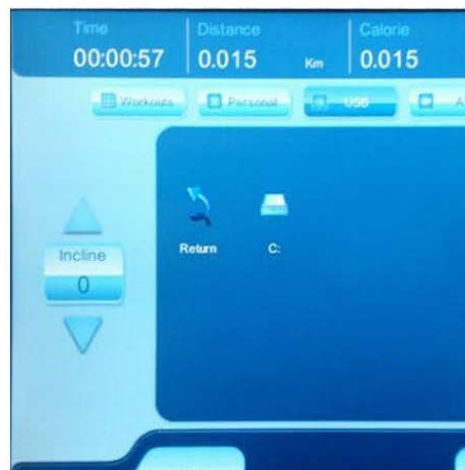 Time Distance Calorie
00:00:57 0.015 Km 0.015
Workouts Personal USB A
Return C:
Incline
0